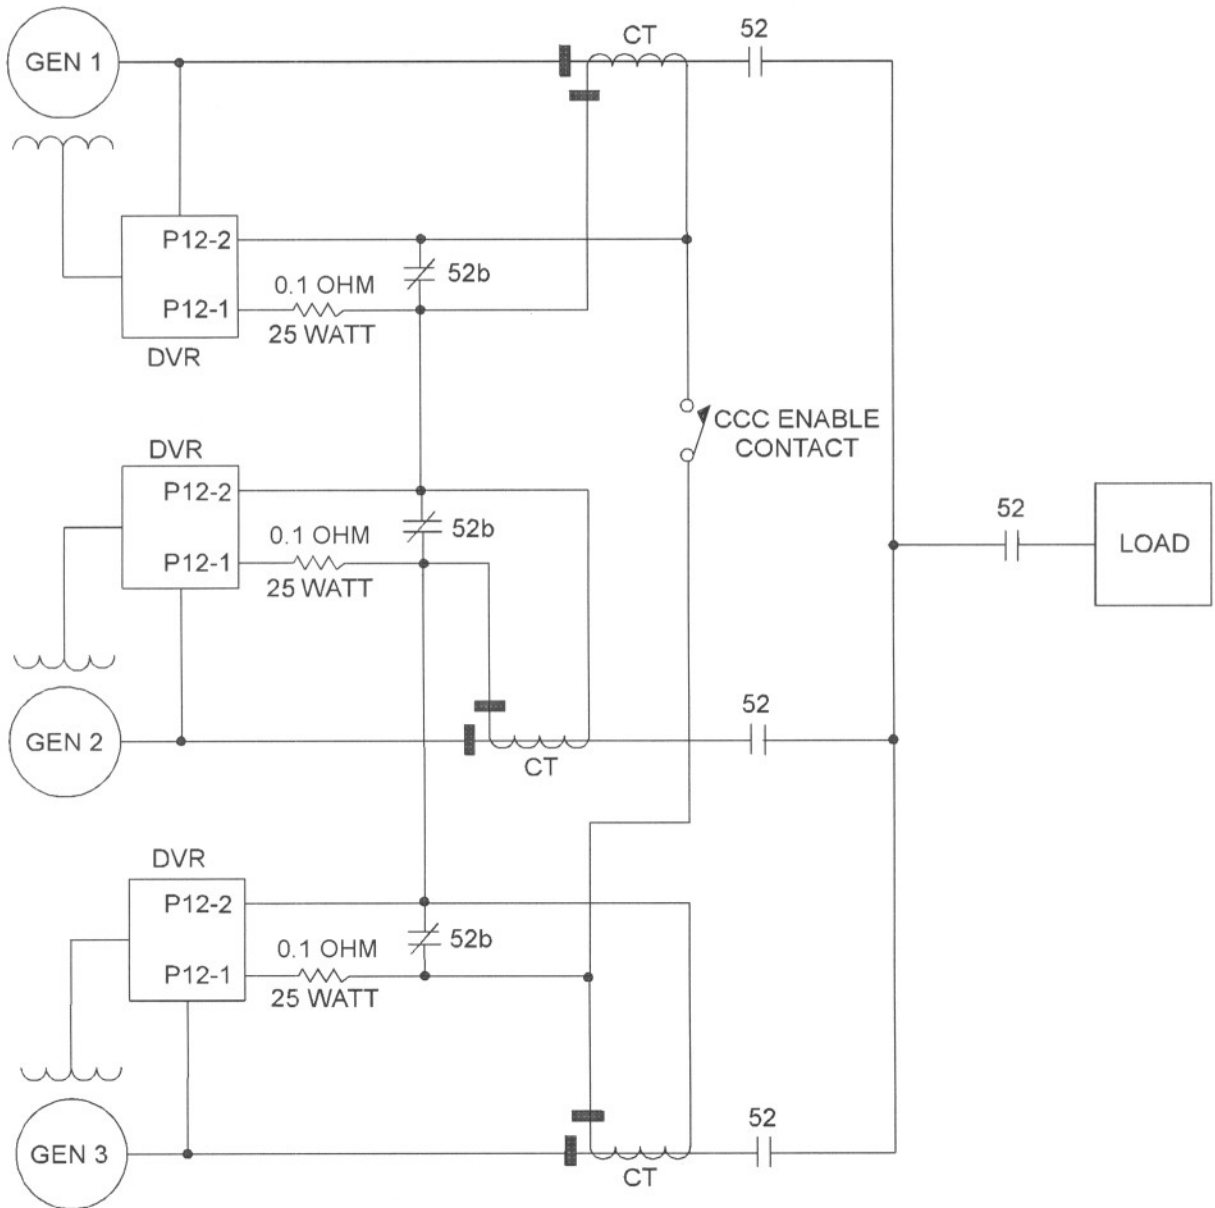 CT
52
GEN 1
P12-2
52b
0.1 OHM
P12-1
25 WATT
DVR
CCC ENABLE
CONTACT
DVR
P12-2
52b
0.1 OHM
P12-1
25 WATT
52
LOAD
52
GEN 2
CT
DVR
P12-2
52b
0.1 OHM
P12-1
25 WATT
52
GEN 3
CT